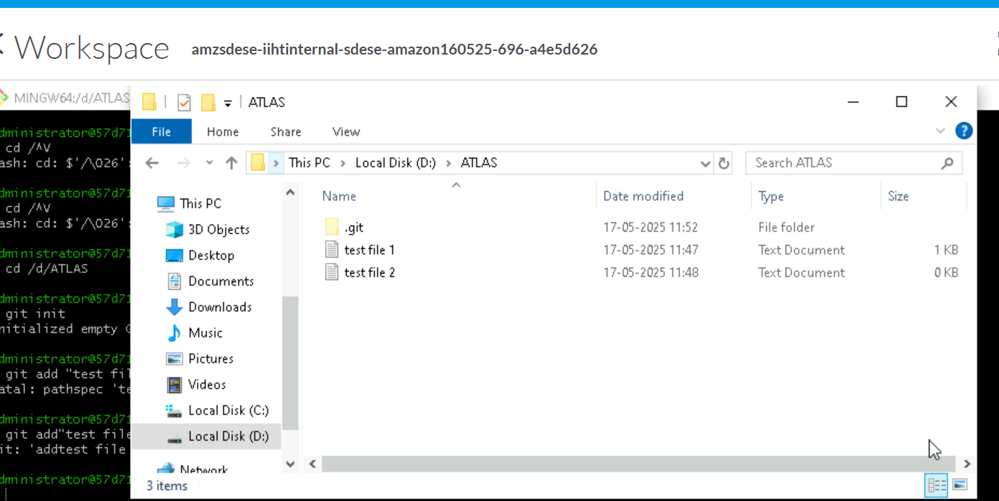 Workspace amzsdese-iihtinternal-sdese-amazon160525-696-a4e5d626
MINGW64:/d/ATLAS
ATLAS
File Home Share View
This PC Local Disk (D:) ATLAS
Search ATLAS
Name Date modified Type Size
.git 17-05-2025 11:52 File folder
test file 1 17-05-2025 11:47 Text Document 1 KB
test file 2 17-05-2025 11:48 Text Document 0 KB
This PC
3D Objects
Desktop
Documents
Downloads
Music
Pictures
Videos
Local Disk (C:)
Local Disk (D:)
Network
3 items
dministrator@57d71
cd /^V
ash: cd: $'/\026':
dministrator@57d71
cd /^V
ash: cd: $'/\026':
dministrator@57d71
cd /d/ATLAS
dministrator@57d71
git init
nitialized empty G
dministrator@57d71
git add "test fil
atal: pathspec 'te
dministrator@57d71
git add"test file
it: 'addtest file
dministrator@57d71